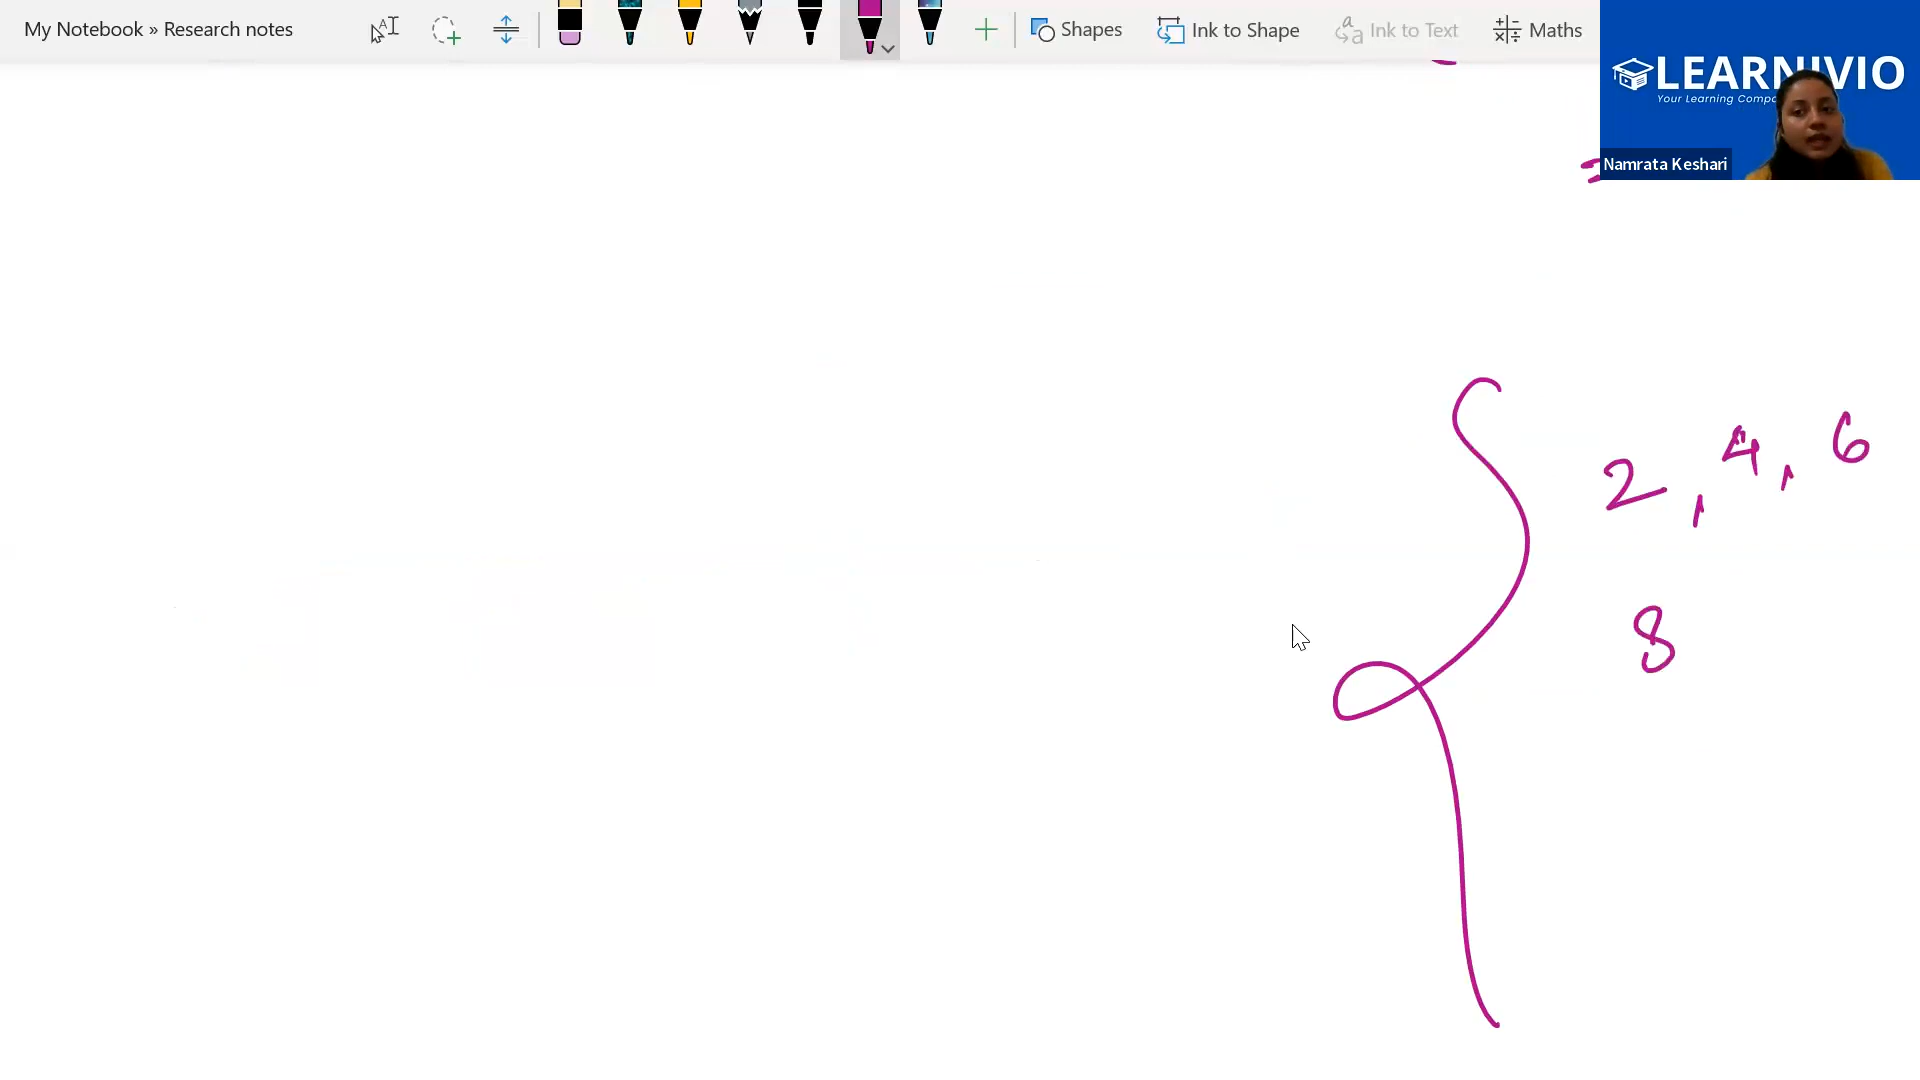 My Notebook » Research notes
Shapes
Ink to Shape
Ink to Text
Maths
LEARNIVIO
Your Learning
Namrata Keshari
2, 4, 6
8